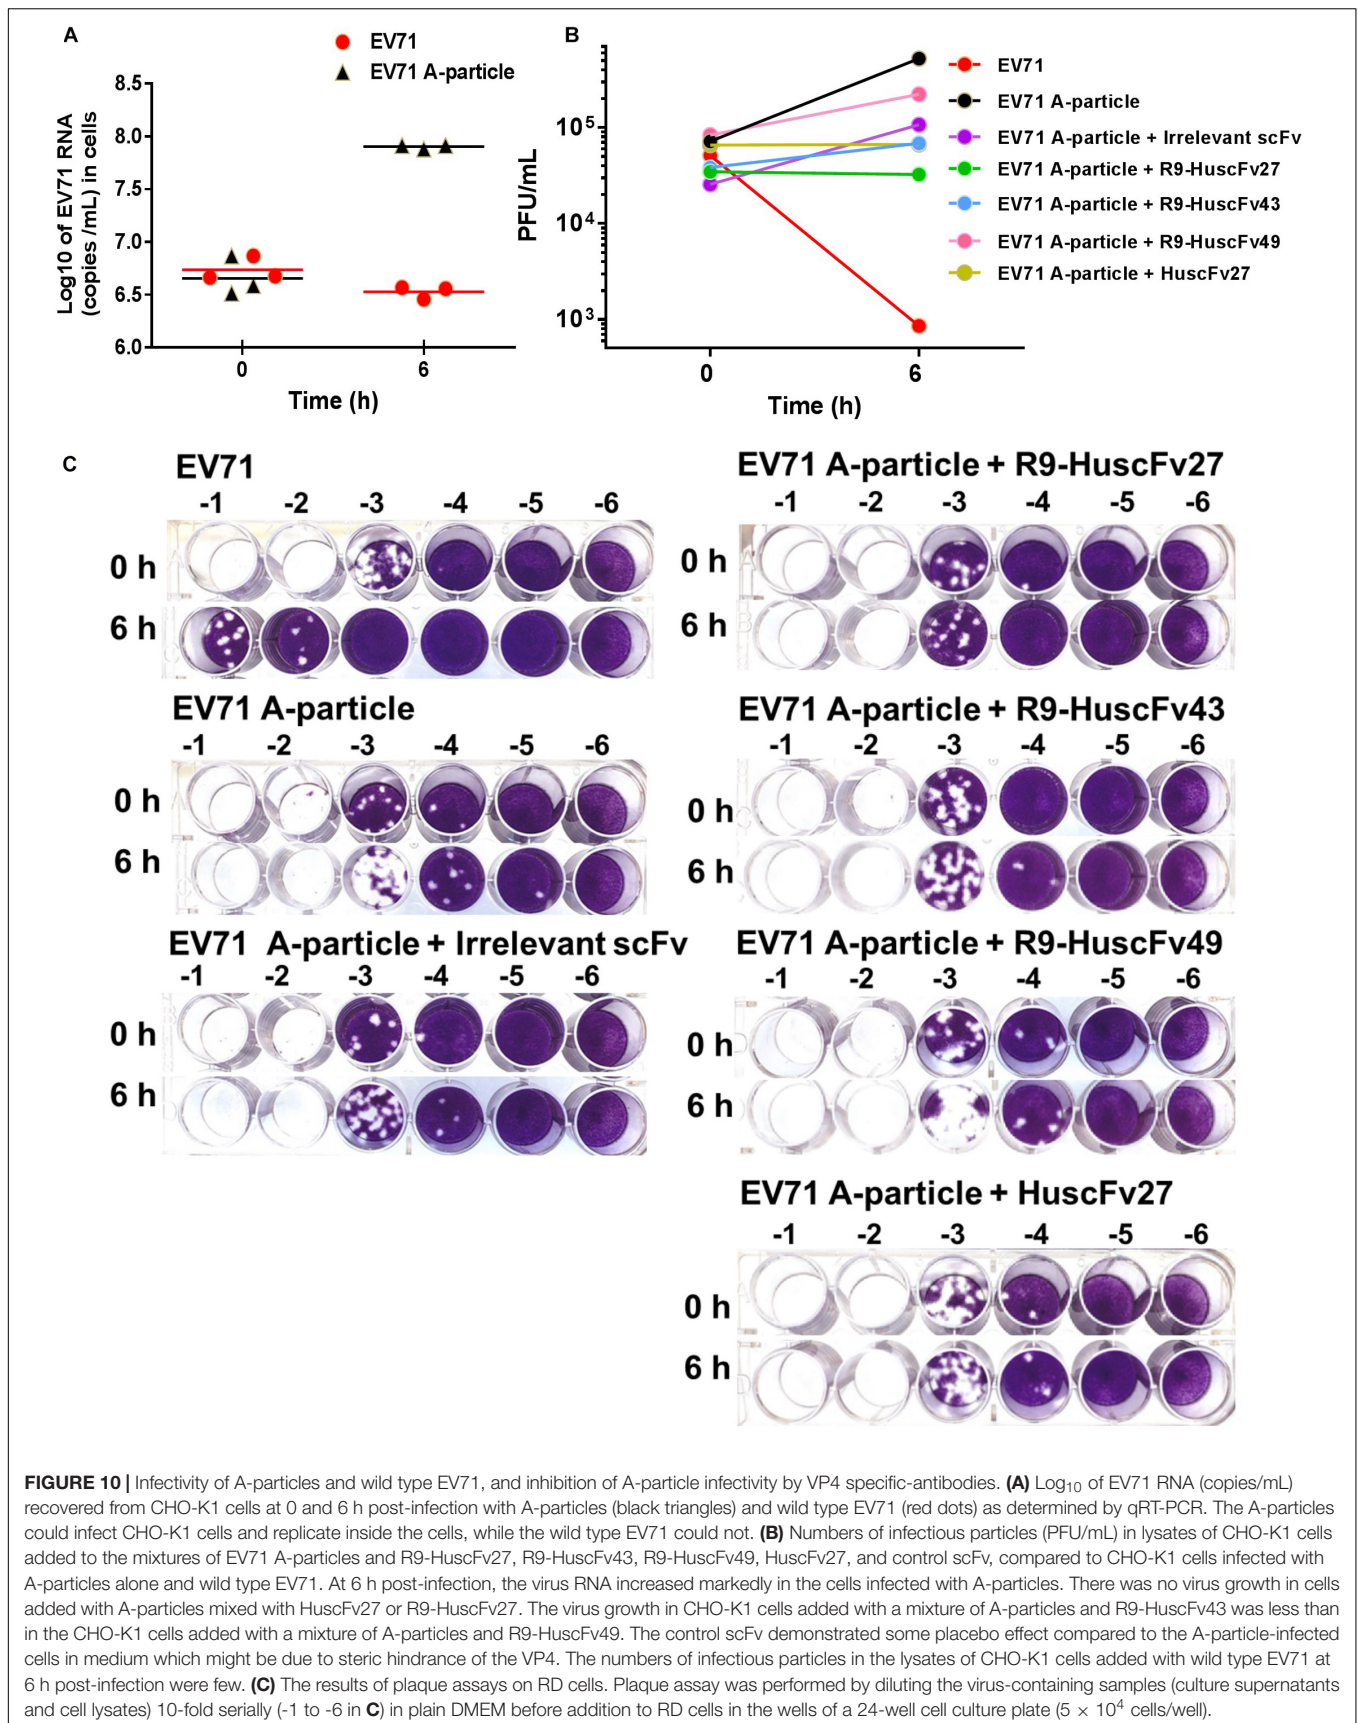 A
EV71
EV71 A-particle
Log10 of EV71 RNA
(copies /mL) in cells
8.5
8.0
7.5
7.0
6.5
6.0
0
6
Time (h)
B
PFU/mL
10⁵
10⁴
10³
0
6
Time (h)
EV71
EV71 A-particle
EV71 A-particle + Irrelevant scFv
EV71 A-particle + R9-HuscFv27
EV71 A-particle + R9-HuscFv43
EV71 A-particle + R9-HuscFv49
EV71 A-particle + HuscFv27
C
EV71
-1 -2 -3 -4 -5 -6
0 h
6 h
EV71 A-particle
-1 -2 -3 -4 -5 -6
0 h
6 h
EV71 A-particle + Irrelevant scFv
-1 -2 -3 -4 -5 -6
0 h
6 h
EV71 A-particle + R9-HuscFv27
-1 -2 -3 -4 -5 -6
0 h
6 h
EV71 A-particle + R9-HuscFv43
-1 -2 -3 -4 -5 -6
0 h
6 h
EV71 A-particle + R9-HuscFv49
-1 -2 -3 -4 -5 -6
0 h
6 h
EV71 A-particle + HuscFv27
-1 -2 -3 -4 -5 -6
0 h
6 h
FIGURE 10 | Infectivity of A-particles and wild type EV71, and inhibition of A-particle infectivity by VP4 specific-antibodies. (A) Log₁₀ of EV71 RNA (copies/mL)
recovered from CHO-K1 cells at 0 and 6 h post-infection with A-particles (black triangles) and wild type EV71 (red dots) as determined by qRT-PCR. The A-particles
could infect CHO-K1 cells and replicate inside the cells, while the wild type EV71 could not. (B) Numbers of infectious particles (PFU/mL) in lysates of CHO-K1 cells
added to the mixtures of EV71 A-particles and R9-HuscFv27, R9-HuscFv43, R9-HuscFv49, HuscFv27, and control scFv, compared to CHO-K1 cells infected with
A-particles alone and wild type EV71. At 6 h post-infection, the virus RNA increased markedly in the cells infected with A-particles. There was no virus growth in cells
added with A-particles mixed with HuscFv27 or R9-HuscFv27. The virus growth in CHO-K1 cells added with a mixture of A-particles and R9-HuscFv43 was less than
in the CHO-K1 cells added with a mixture of A-particles and R9-HuscFv49. The control scFv demonstrated some placebo effect compared to the A-particle-infected
cells in medium which might be due to steric hindrance of the VP4. The numbers of infectious particles in the lysates of CHO-K1 cells added with wild type EV71 at
6 h post-infection were few. (C) The results of plaque assays on RD cells. Plaque assay was performed by diluting the virus-containing samples (culture supernatants
and cell lysates) 10-fold serially (-1 to -6 in C) in plain DMEM before addition to RD cells in the wells of a 24-well cell culture plate (5 × 10⁴ cells/well).